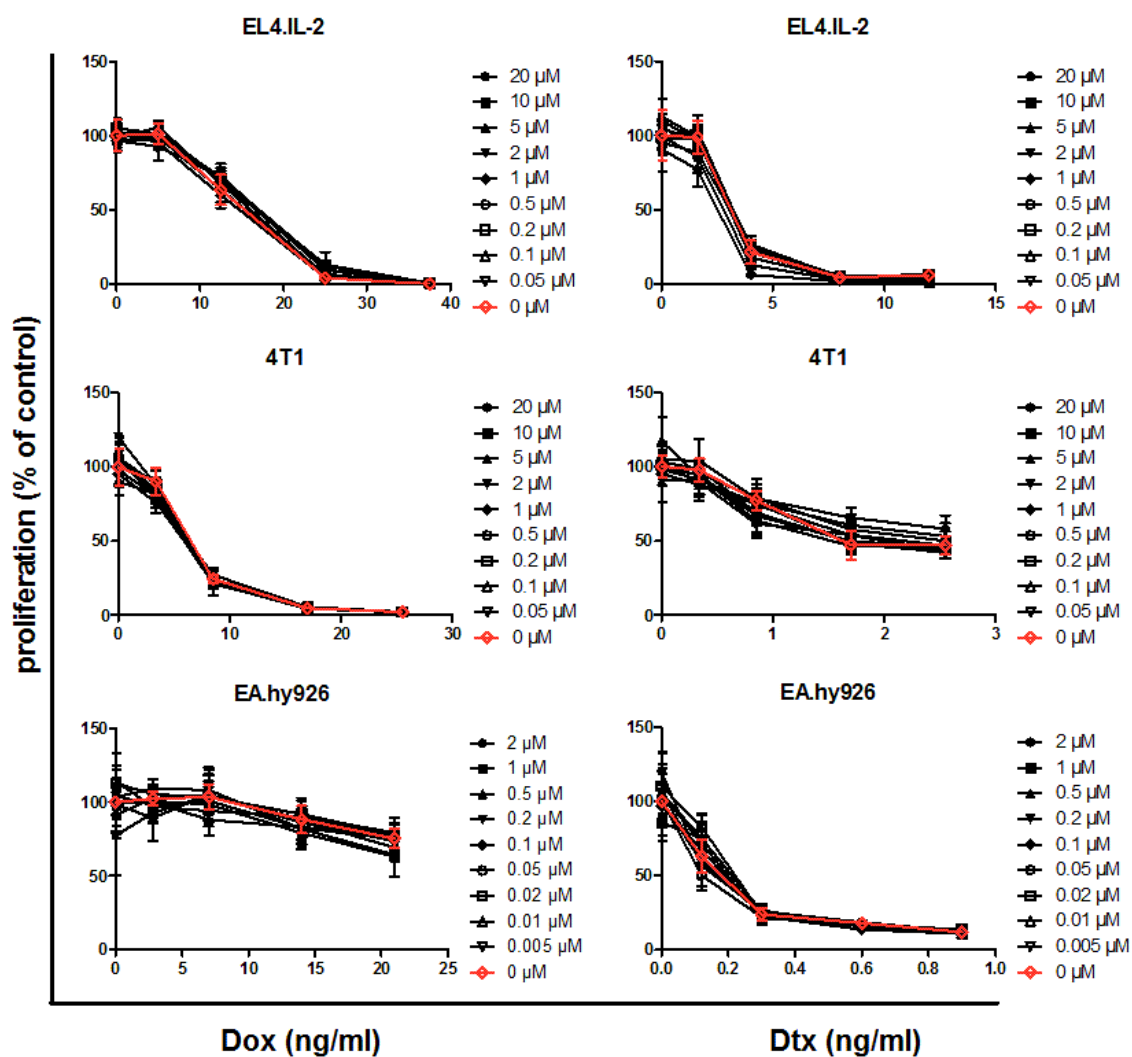 EL4.IL-2
150
100
50
0
0 10 20 30 40
20 µM
10 µM
5 µM
2 µM
1 µM
0.5 µM
0.2 µM
0.1 µM
0.05 µM
0 µM
EL4.IL-2
150
100
50
0
0 5 10 15
20 µM
10 µM
5 µM
2 µM
1 µM
0.5 µM
0.2 µM
0.1 µM
0.05 µM
0 µM
proliferation (% of control)
4T1
150
100
50
0
0 10 20 30
20 µM
10 µM
5 µM
2 µM
1 µM
0.5 µM
0.2 µM
0.1 µM
0.05 µM
0 µM
4T1
150
100
50
0
0 1 2 3
20 µM
10 µM
5 µM
2 µM
1 µM
0.5 µM
0.2 µM
0.1 µM
0.05 µM
0 µM
EA.hy926
150
100
50
0
0 5 10 15 20 25
2 µM
1 µM
0.5 µM
0.2 µM
0.1 µM
0.05 µM
0.02 µM
0.01 µM
0.005 µM
0 µM
EA.hy926
150
100
50
0
0.0 0.2 0.4 0.6 0.8 1.0
2 µM
1 µM
0.5 µM
0.2 µM
0.1 µM
0.05 µM
0.02 µM
0.01 µM
0.005 µM
0 µM
Dox (ng/ml)
Dtx (ng/ml)